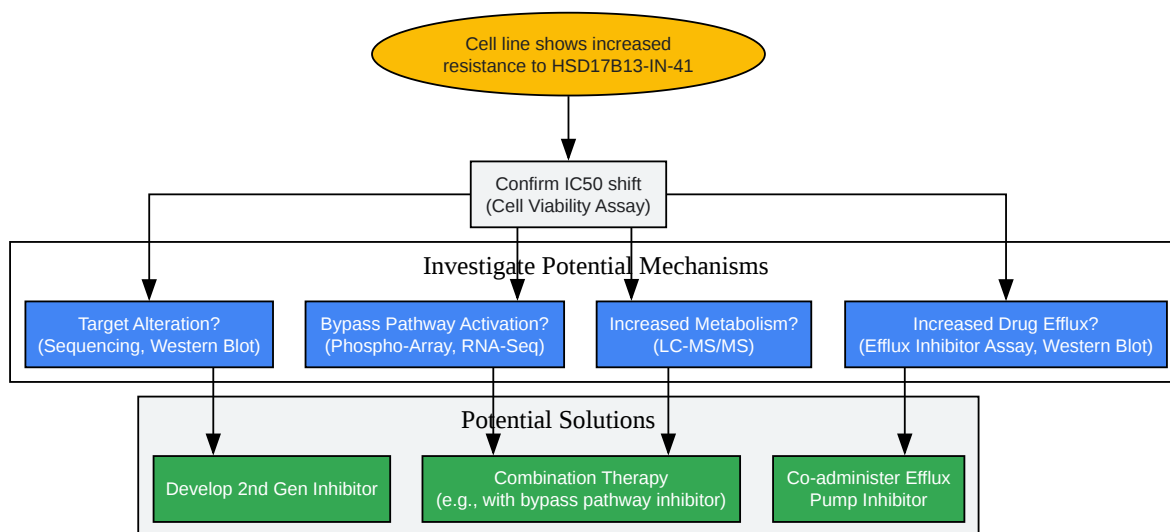 Cell line shows increased
resistance to HSD17B13-IN-41
Confirm IC50 shift
(Cell Viability Assay)
Investigate Potential Mechanisms
Target Alteration?
(Sequencing, Western Blot)
Bypass Pathway Activation?
(Phospho-Array, RNA-Seq)
Increased Metabolism?
(LC-MS/MS)
Increased Drug Efflux?
(Efflux Inhibitor Assay, Western Blot)
Potential Solutions
Develop 2nd Gen Inhibitor
Combination Therapy
(e.g., with bypass pathway inhibitor)
Co-administer Efflux
Pump Inhibitor